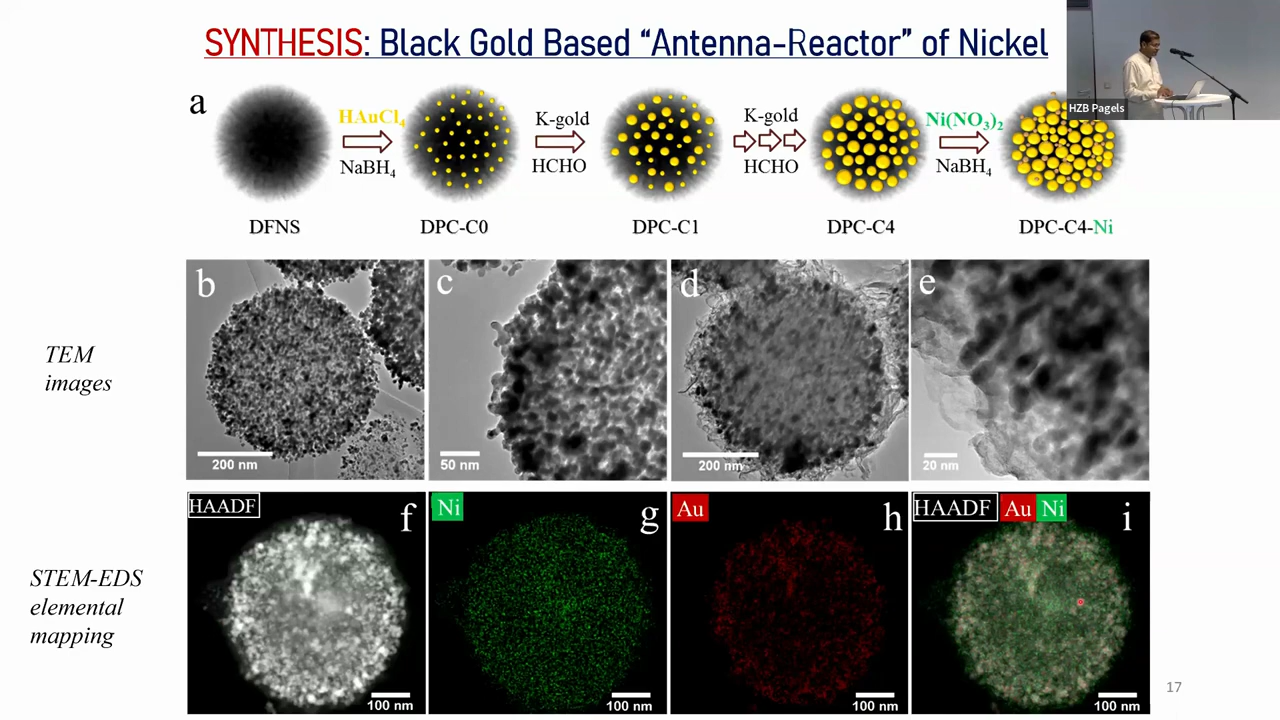 SYNTHESIS: Black Gold Based “Antenna-Reactor” of Nickel
HZB Pagels
a
HAuCl4
NaBH4
K-gold
HCHO
K-gold
HCHO
Ni(NO3)2
NaBH4
DFNS
DPC-C0
DPC-C1
DPC-C4
DPC-C4-Ni
TEM
images
b
200 nm
c
50 nm
d
200 nm
e
20 nm
STEM-EDS
elemental
mapping
HAADF
f
100 nm
Ni
g
100 nm
Au
h
100 nm
HAADF Au Ni
i
100 nm
17